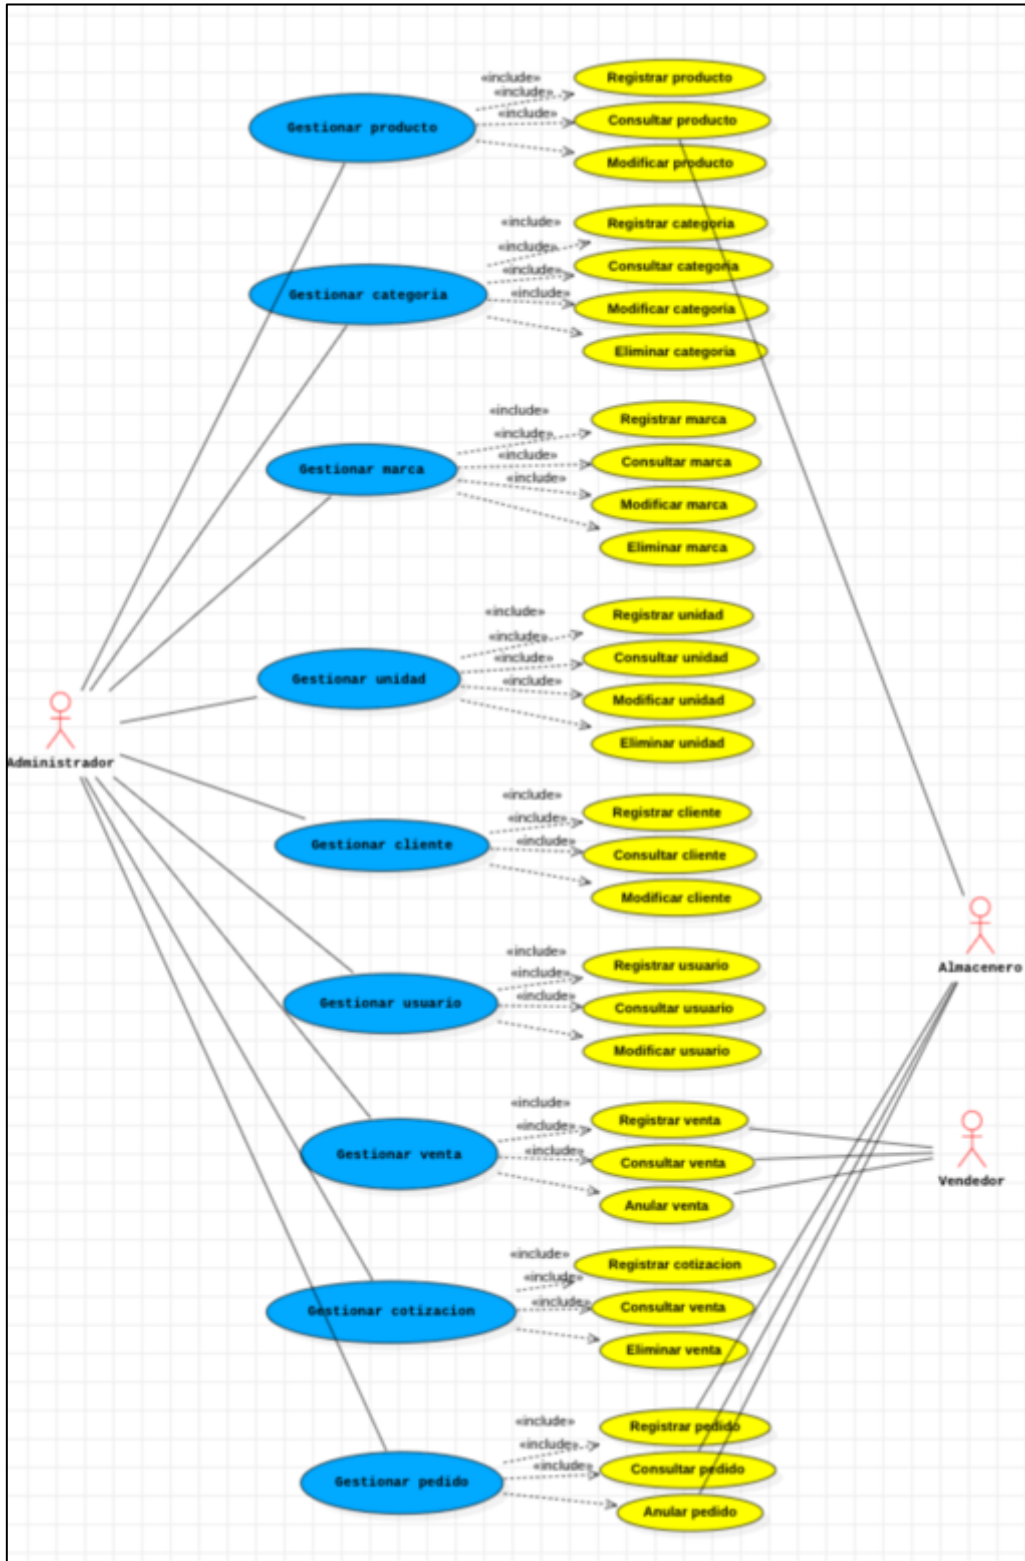 «include»
Registrar producto
«include»
Gestionar producto
«include»
Consultar producto
Modificar producto
«include»
Registrar categoria
«include»
Consultar categoria
Gestionar categoria
«include»
«include»
Modificar categoria
Eliminar categoria
«include»
Registrar marca
«include»
Gestionar marca
«include»
Consultar marca
«include»
Modificar marca
Eliminar marca
«include»
Registrar unidad
«include»
Gestionar unidad
«include»
Consultar unidad
«include»
Modificar unidad
Eliminar unidad
Administrador
«include»
Registrar cliente
«include»
Gestionar cliente
«include»
Consultar cliente
Modificar cliente
Almacenero
«include»
Registrar usuario
«include»
Gestionar usuario
«include»
Consultar usuario
Modificar usuario
«include»
Registrar venta
«include»
Gestionar venta
«include»
Consultar venta
Vendedor
Anular venta
«include»
Registrar cotizacion
«include»
Gestionar cotizacion
«include»
Consultar venta
Eliminar venta
«include»
Registrar pedido
«include»
Gestionar pedido
«include»
Consultar pedido
Anular pedido